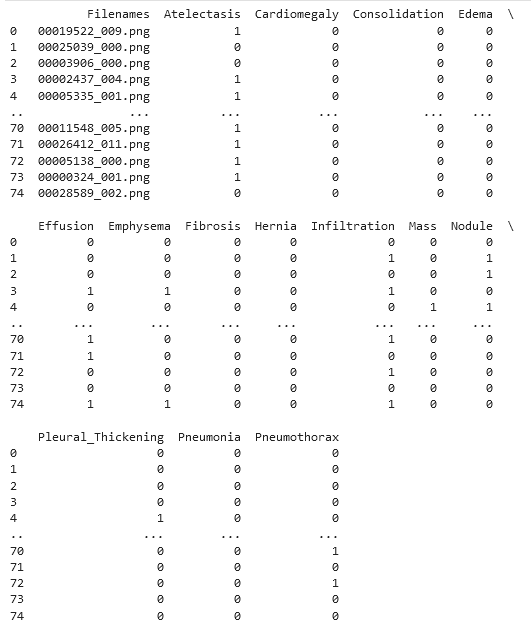 Filenames Atelectasis Cardiomegaly Consolidation Edema \
0 00019522_009.png 1 0 0 0
1 00025039_000.png 0 0 0 0
2 00003906_000.png 0 0 0 0
3 00002437_004.png 1 0 0 0
4 00005335_001.png 1 0 0 0
.. ... ... ... ... ...
70 00011548_005.png 1 0 0 0
71 00026412_011.png 1 0 0 0
72 00005138_000.png 1 0 0 0
73 00000324_001.png 1 0 0 0
74 00028589_002.png 0 0 0 0
Effusion Emphysema Fibrosis Hernia Infiltration Mass Nodule \
0 0 0 0 0 0 0 0
1 0 0 0 0 1 0 1
2 0 0 0 0 0 0 1
3 1 1 0 0 1 0 0
4 0 0 0 0 0 1 1
.. ... ... ... ... ... ... ...
70 1 0 0 0 1 0 0
71 1 0 0 0 0 0 0
72 0 0 0 0 1 0 0
73 0 0 0 0 0 0 0
74 1 1 0 0 1 0 0
Pleural_Thickening Pneumonia Pneumothorax
0 0 0 0
1 0 0 0
2 0 0 0
3 0 0 0
4 1 0 0
.. ... ... ...
70 0 0 1
71 0 0 0
72 0 0 1
73 0 0 0
74 0 0 0